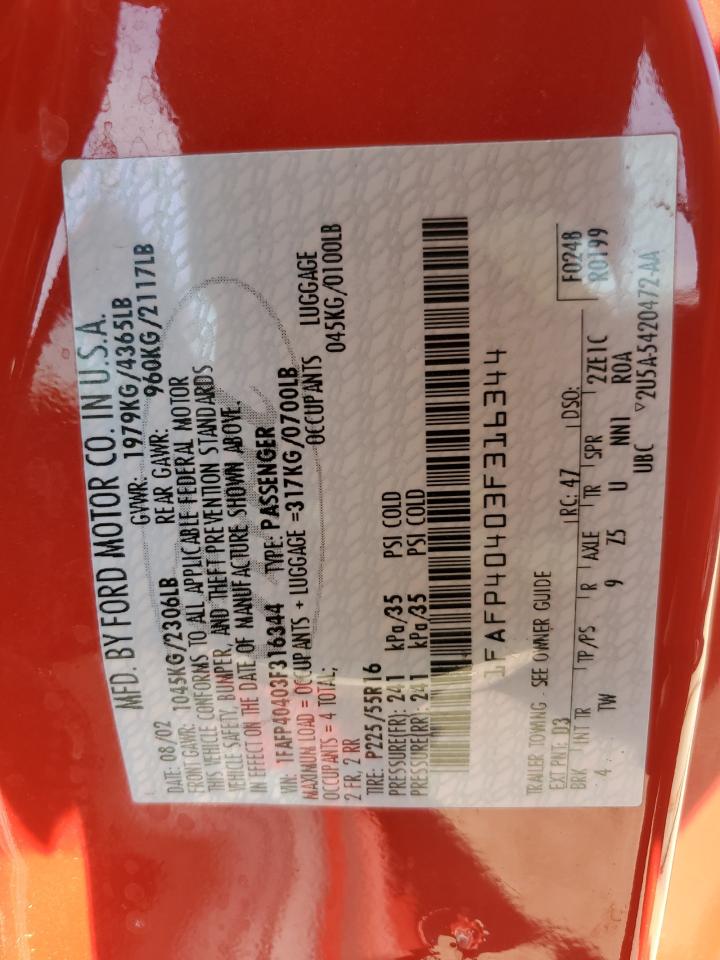 MFD. BY FORD MOTOR CO. IN U.S.A.
DATE: 08/02 GVWR: 1979KG/4365LB
FRONT GAWR: 1045KG/2306LB REAR GAWR: 960KG/2117LB
THIS VEHICLE CONFORMS TO ALL APPLICABLE FEDERAL MOTOR
VEHICLE SAFETY, BUMPER, AND THEFT PREVENTION STANDARDS
IN EFFECT ON THE DATE OF MANUFACTURE SHOWN ABOVE.
VIN: 1FAFP40403F316344 TYPE: PASSENGER
MAXIMUM LOAD = OCCUPANTS + LUGGAGE =317KG/0700LB
OCCUPANTS = 4 TOTAL; OCCUPANTS LUGGAGE
2 FR, 2 RR 045KG/0100LB
TIRE: P225/55R16
PRESSURE(FR): 241 kPa/35 PSI COLD
PRESSURE(RR): 241 kPa/35 PSI COLD
1FAFP40403F316344
TRAILER TOWING - SEE OWNER GUIDE
EXT PNT: D3 RC: 47 DSO: F0248
BRK INT TR TP/PS R AXLE TR SPR R0199
4 TW 9 Z5 U NNI 2ZE1C
UBC ROA
▽2U5A-5420472-AA